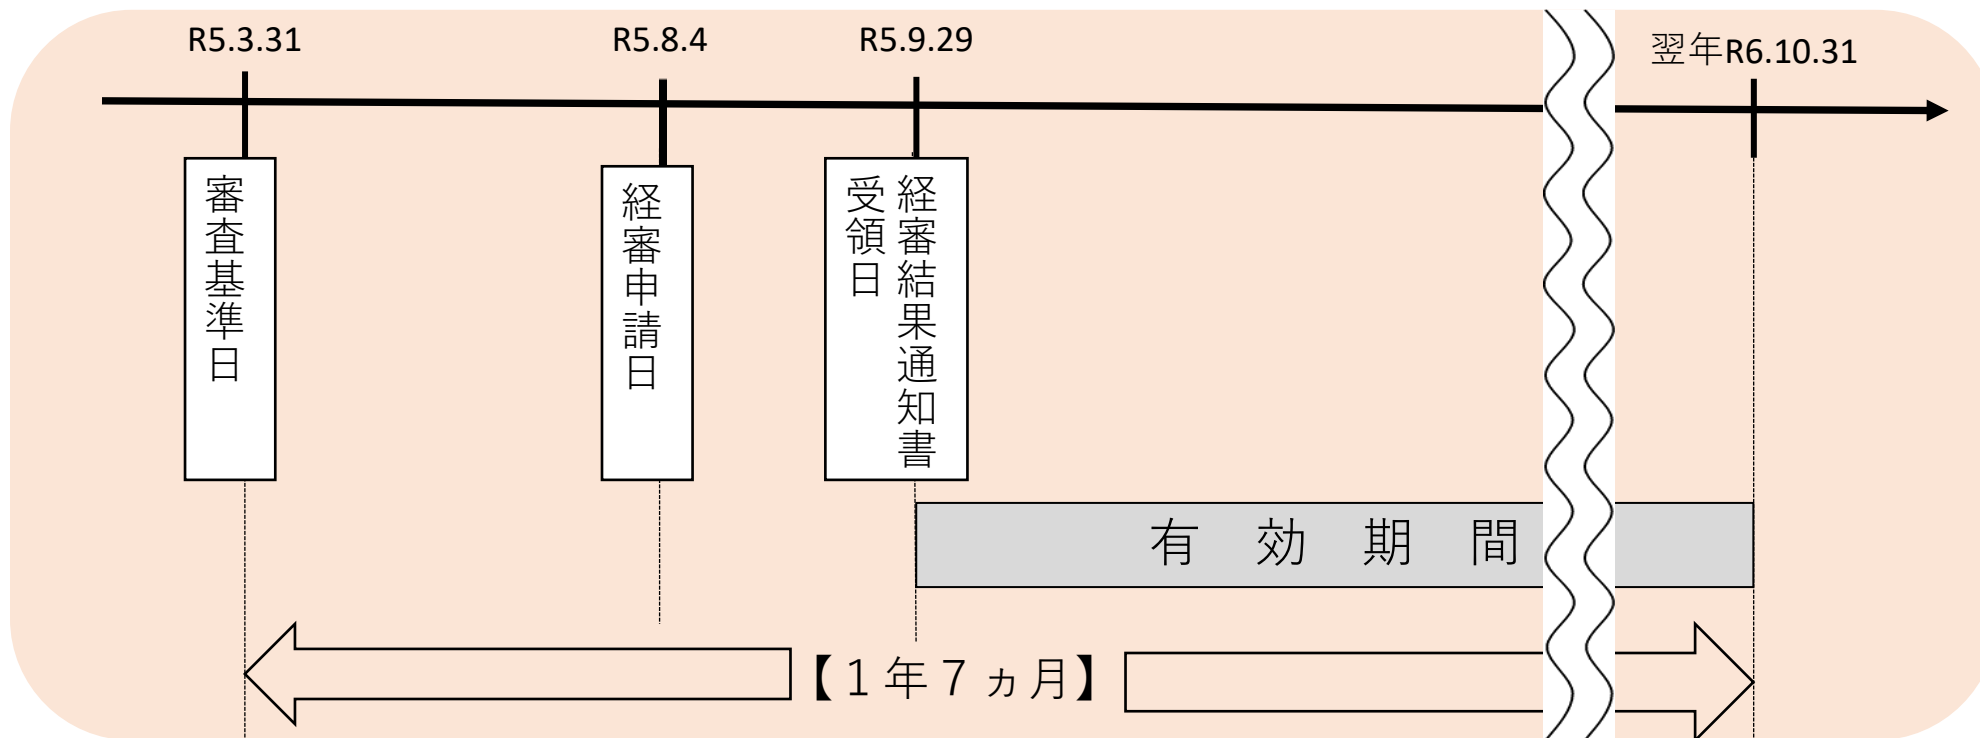 R5.3.31
R5.8.4
R5.9.29
翌年R6.10.31
審査基準日
経審申請日
経審結果通知書
受領日
有 効 期 間
【１年７ヵ月】